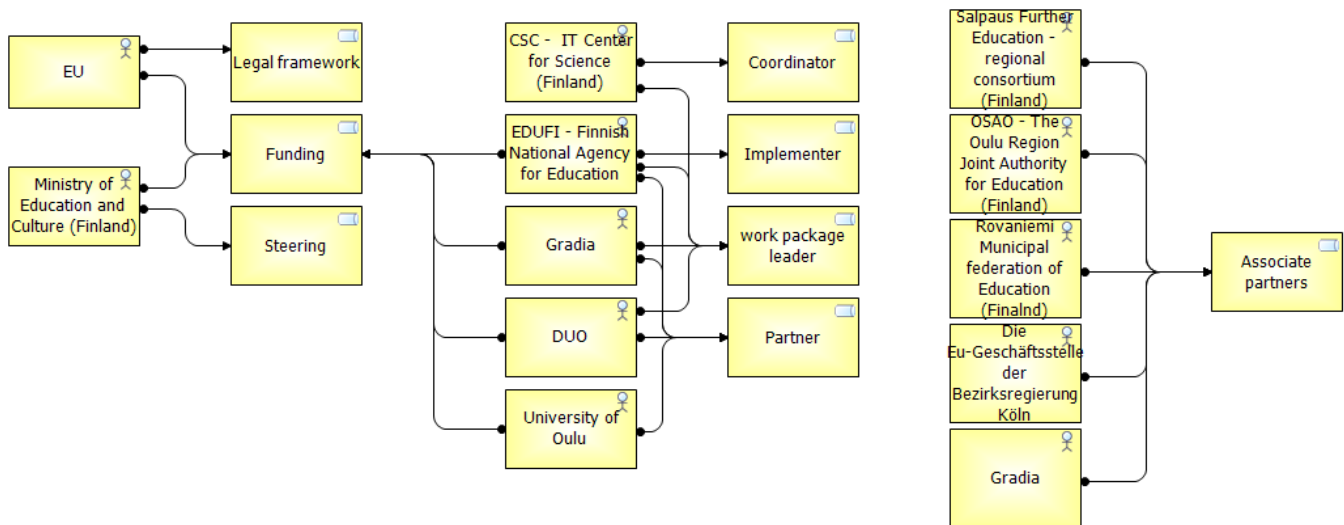 EU
Legal framework
Ministry of
Education and
Culture (Finland)
Funding
Steering
CSC - IT Center
for Science
(Finland)
Coordinator
EDUFI - Finnish
National Agency
for Education
Implementer
Gradia
work package
leader
DUO
Partner
University of
Oulu
Salpaus Further
Education -
regional
consortium
(Finland)
OSAO - The
Oulu Region
Joint Authority
for Education
(Finland)
Rovaniemi
Municipal
federation of
Education
(Finalnd)
Die
Eu-Geschäftsstelle
der
Bezirksregierung
Köln
Gradia
Associate
partners